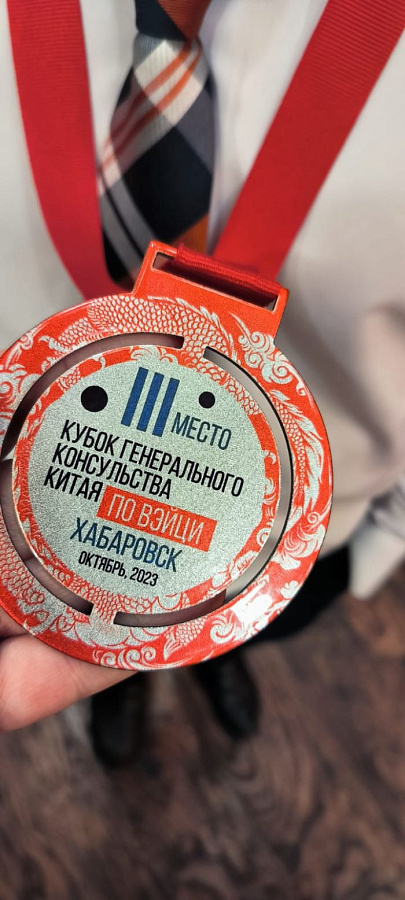 III МЕСТО
КУБОК ГЕНЕРАЛЬНОГО
КОНСУЛЬСТВА
КИТАЯ ПО ВЭЙЦИ
ХАБАРОВСК
ОКТЯБРЬ, 2023